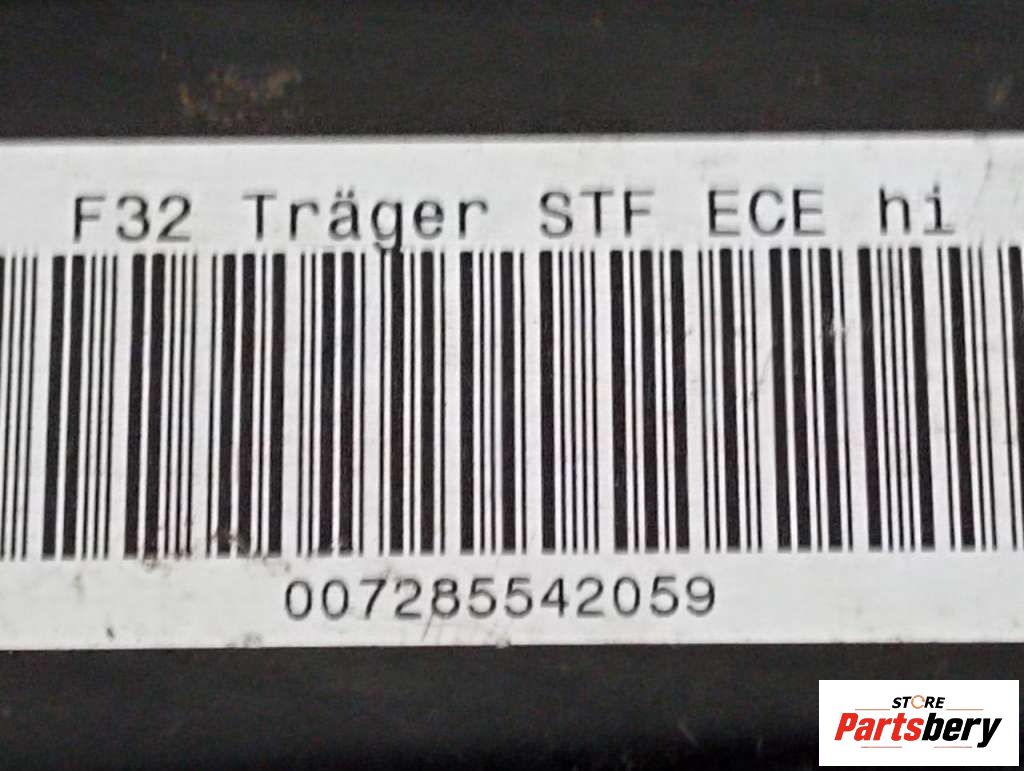 F32 Träger STF ECE hi
007285542059
STORE
Partsbery